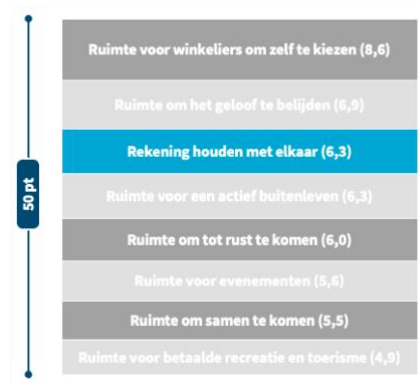 Ruimte voor winkeliers om zelf te kiezen (8,6)
Ruimte om het geloof te belijden (6,9)
Rekening houden met elkaar (6,3)
50 pt
Ruimte voor een actief buitenleven (6,3)
Ruimte om tot rust te komen (6,0)
Ruimte voor evenementen (5,6)
Ruimte om samen te komen (5,5)
Ruimte voor betaalde recreatie en toerisme (4,9)